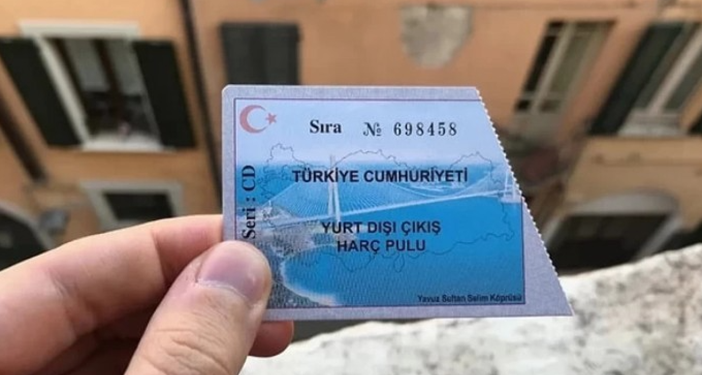 Sıra № 698458
Seri : CD
TÜRKİYE CUMHURİYETİ
YURT DIŞI ÇIKIŞ
HARÇ PULU
Yavuz Sultan Selim Köprüsü